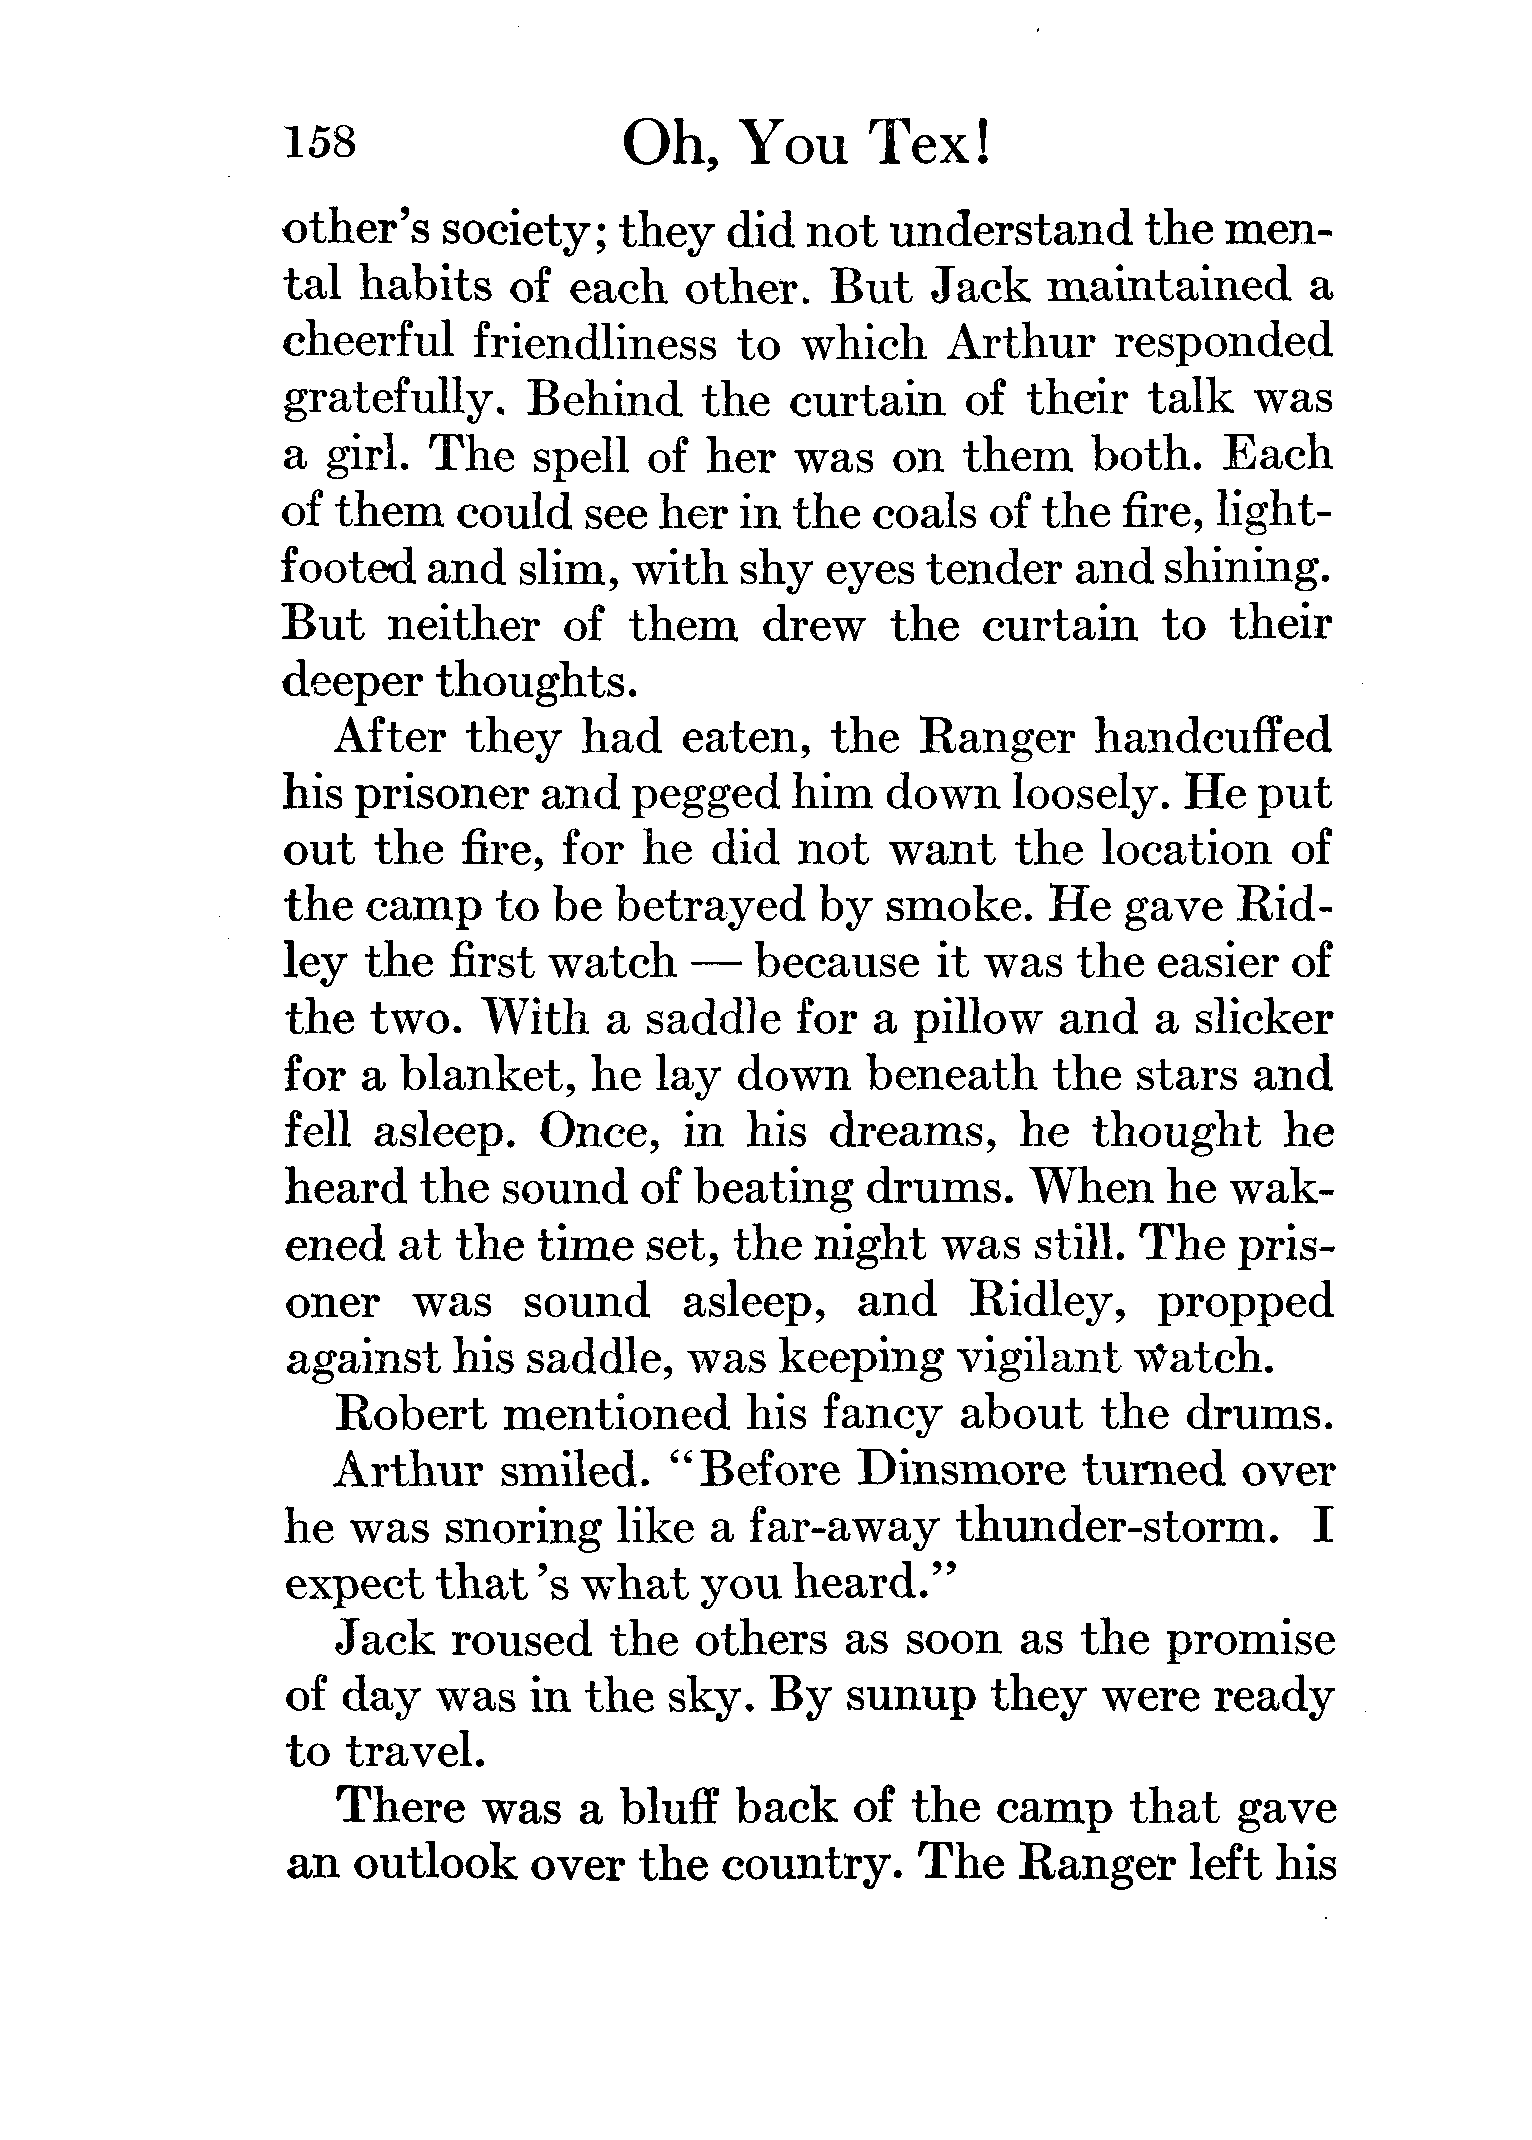 158 Oh, You Tex!
other's society; they did not understand the men-
tal habits of each other. But Jack maintained a
cheerful friendliness to which Arthur responded
gratefully. Behind the curtain of their talk was
a girl. The spell of her was on them both. Each
of them could see her in the coals of the fire, light-
footed and slim, with shy eyes tender and shining.
But neither of them drew the curtain to their
deeper thoughts.
After they had eaten, the Ranger handcuffed
his prisoner and pegged him down loosely. He put
out the fire, for he did not want the location of
the camp to be betrayed by smoke. He gave Rid-
ley the first watch — because it was the easier of
the two. With a saddle for a pillow and a slicker
for a blanket, he lay down beneath the stars and
fell asleep. Once, in his dreams, he thought he
heard the sound of beating drums. When he wak-
ened at the time set, the night was still. The pris-
oner was sound asleep, and Ridley, propped
against his saddle, was keeping vigilant watch.
Robert mentioned his fancy about the drums.
Arthur smiled. "Before Dinsmore turned over
he was snoring like a far-away thunder-storm. I
expect that 's what you heard."
Jack roused the others as soon as the promise
of day was in the sky. By sunup they were ready
to travel.
There was a bluff back of the camp that gave
an outlook over the country. The Ranger left his